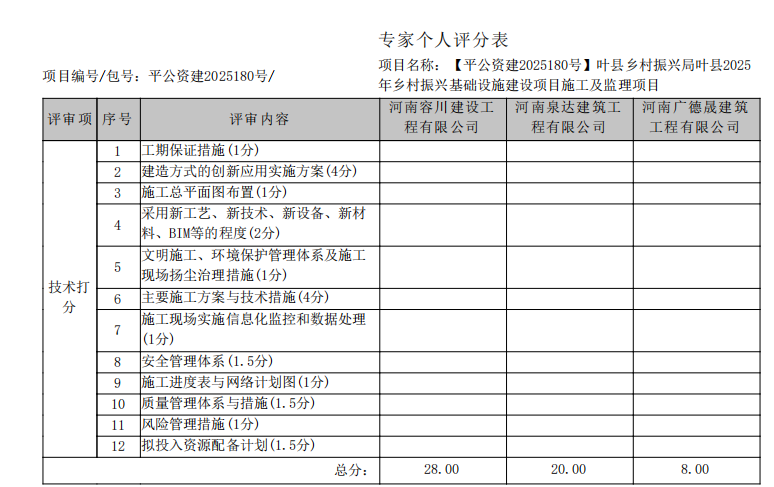 专家个人评分表
项目编号/包号: 平公资建2025180号/
项目名称: 【平公资建2025180号】叶县乡村振兴局叶县2025
年乡村振兴基础设施建设项目施工及监理项目
评审项 序号 评审内容 河南容川建设工 河南泉达建筑工 河南广德晟建筑
程有限公司 程有限公司 工程有限公司
技术打
分
1 工期保证措施(1分)
2 建造方式的创新应用实施方案(4分)
3 施工总平面图布置(1分)
4 采用新工艺、新技术、新设备、新材
料、BIM等的程度(2分)
5 文明施工、环境保护管理体系及施工
现场扬尘治理措施(1分)
6 主要施工方案与技术措施(4分)
7 施工现场实施信息化监控和数据处理
(1分)
8 安全管理体系(1.5分)
9 施工进度表与网络计划图(1分)
10 质量管理体系与措施(1.5分)
11 风险管理措施(1分)
12 拟投入资源配备计划(1.5分)
总分: 28.00 20.00 8.00